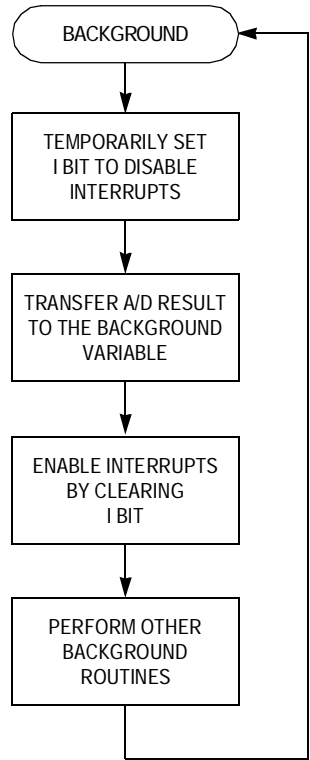 BACKGROUND
TEMPORARILY SET
I BIT TO DISABLE
INTERRUPTS
TRANSFER A/D RESULT
TO THE BACKGROUND
VARIABLE
ENABLE INTERRUPTS
BY CLEARING
I BIT
PERFORM OTHER
BACKGROUND
ROUTINES